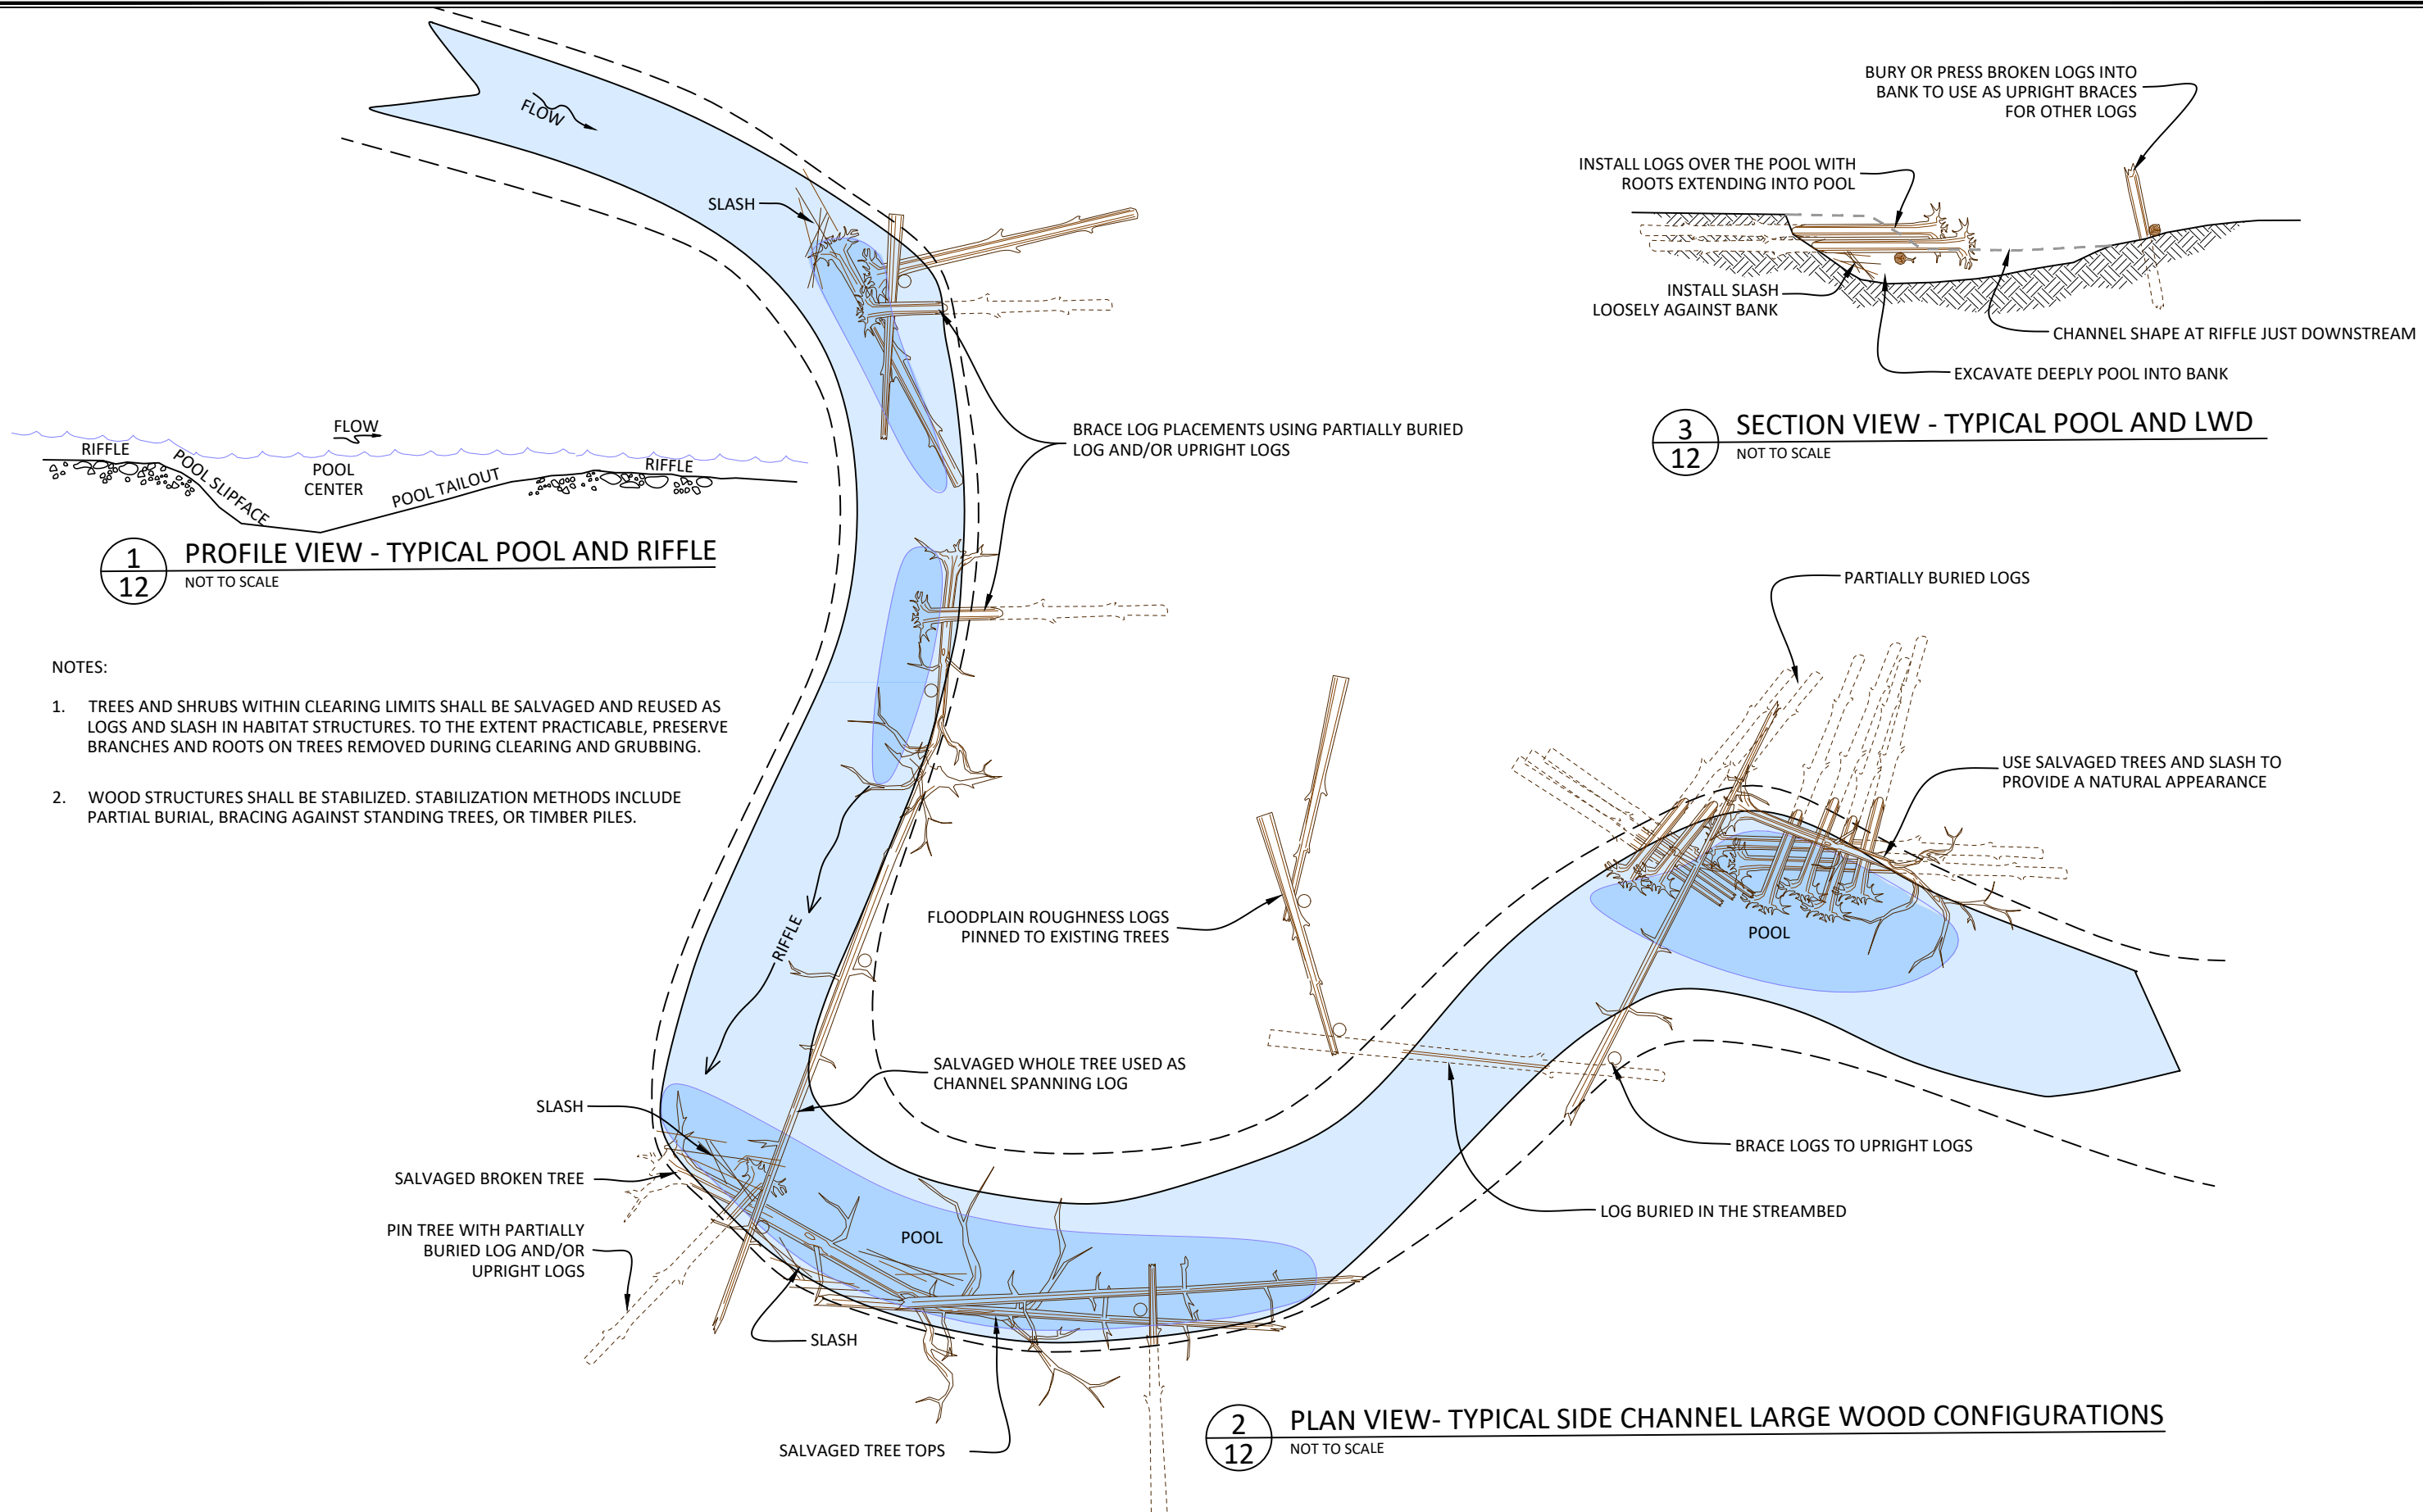 FLOW
SLASH
BRACE LOG PLACEMENTS USING PARTIALLY BURIED
LOG AND/OR UPRIGHT LOGS
BURY OR PRESS BROKEN LOGS INTO
BANK TO USE AS UPRIGHT BRACES
FOR OTHER LOGS
INSTALL LOGS OVER THE POOL WITH
ROOTS EXTENDING INTO POOL
INSTALL SLASH
LOOSELY AGAINST BANK
CHANNEL SHAPE AT RIFFLE JUST DOWNSTREAM
EXCAVATE DEEPLY POOL INTO BANK
3
12
SECTION VIEW - TYPICAL POOL AND LWD
NOT TO SCALE
FLOW
RIFFLE
POOL SLIPFACE
POOL
CENTER
POOL TAILOUT
RIFFLE
1
12
PROFILE VIEW - TYPICAL POOL AND RIFFLE
NOT TO SCALE
NOTES:
1. TREES AND SHRUBS WITHIN CLEARING LIMITS SHALL BE SALVAGED AND REUSED AS
LOGS AND SLASH IN HABITAT STRUCTURES. TO THE EXTENT PRACTICABLE, PRESERVE
BRANCHES AND ROOTS ON TREES REMOVED DURING CLEARING AND GRUBBING.
2. WOOD STRUCTURES SHALL BE STABILIZED. STABILIZATION METHODS INCLUDE
PARTIAL BURIAL, BRACING AGAINST STANDING TREES, OR TIMBER PILES.
PARTIALLY BURIED LOGS
USE SALVAGED TREES AND SLASH TO
PROVIDE A NATURAL APPEARANCE
FLOODPLAIN ROUGHNESS LOGS
PINNED TO EXISTING TREES
POOL
RIFFLE
SALVAGED WHOLE TREE USED AS
CHANNEL SPANNING LOG
SLASH
SALVAGED BROKEN TREE
PIN TREE WITH PARTIALLY
BURIED LOG AND/OR
UPRIGHT LOGS
POOL
BRACE LOGS TO UPRIGHT LOGS
LOG BURIED IN THE STREAMBED
SLASH
SALVAGED TREE TOPS
2
12
PLAN VIEW- TYPICAL SIDE CHANNEL LARGE WOOD CONFIGURATIONS
NOT TO SCALE